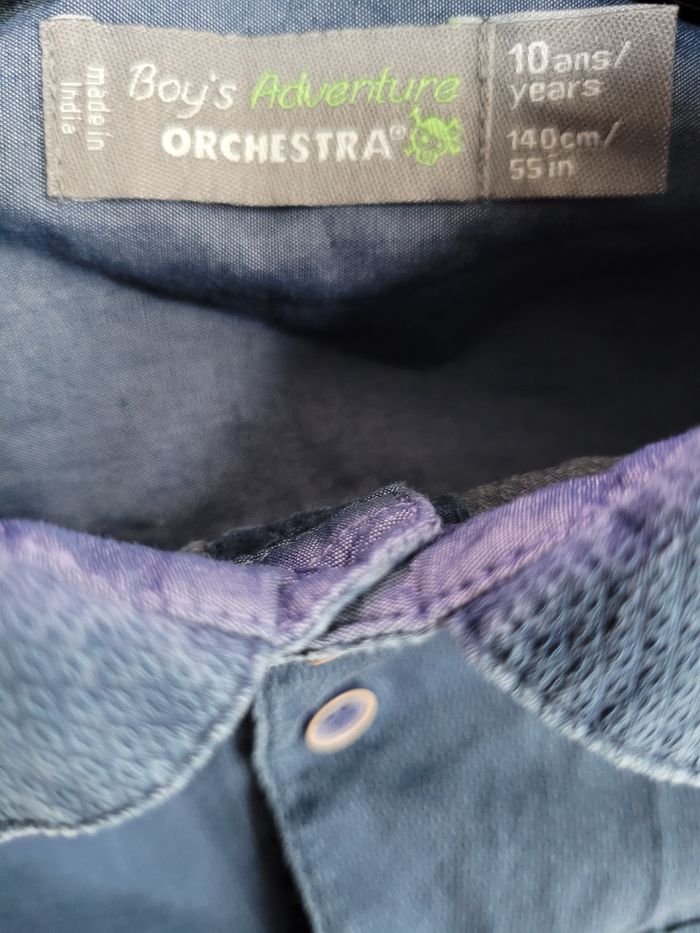 made in
India
Boy's Adventure
ORCHESTRA®
10ans/
years
140cm/
55in